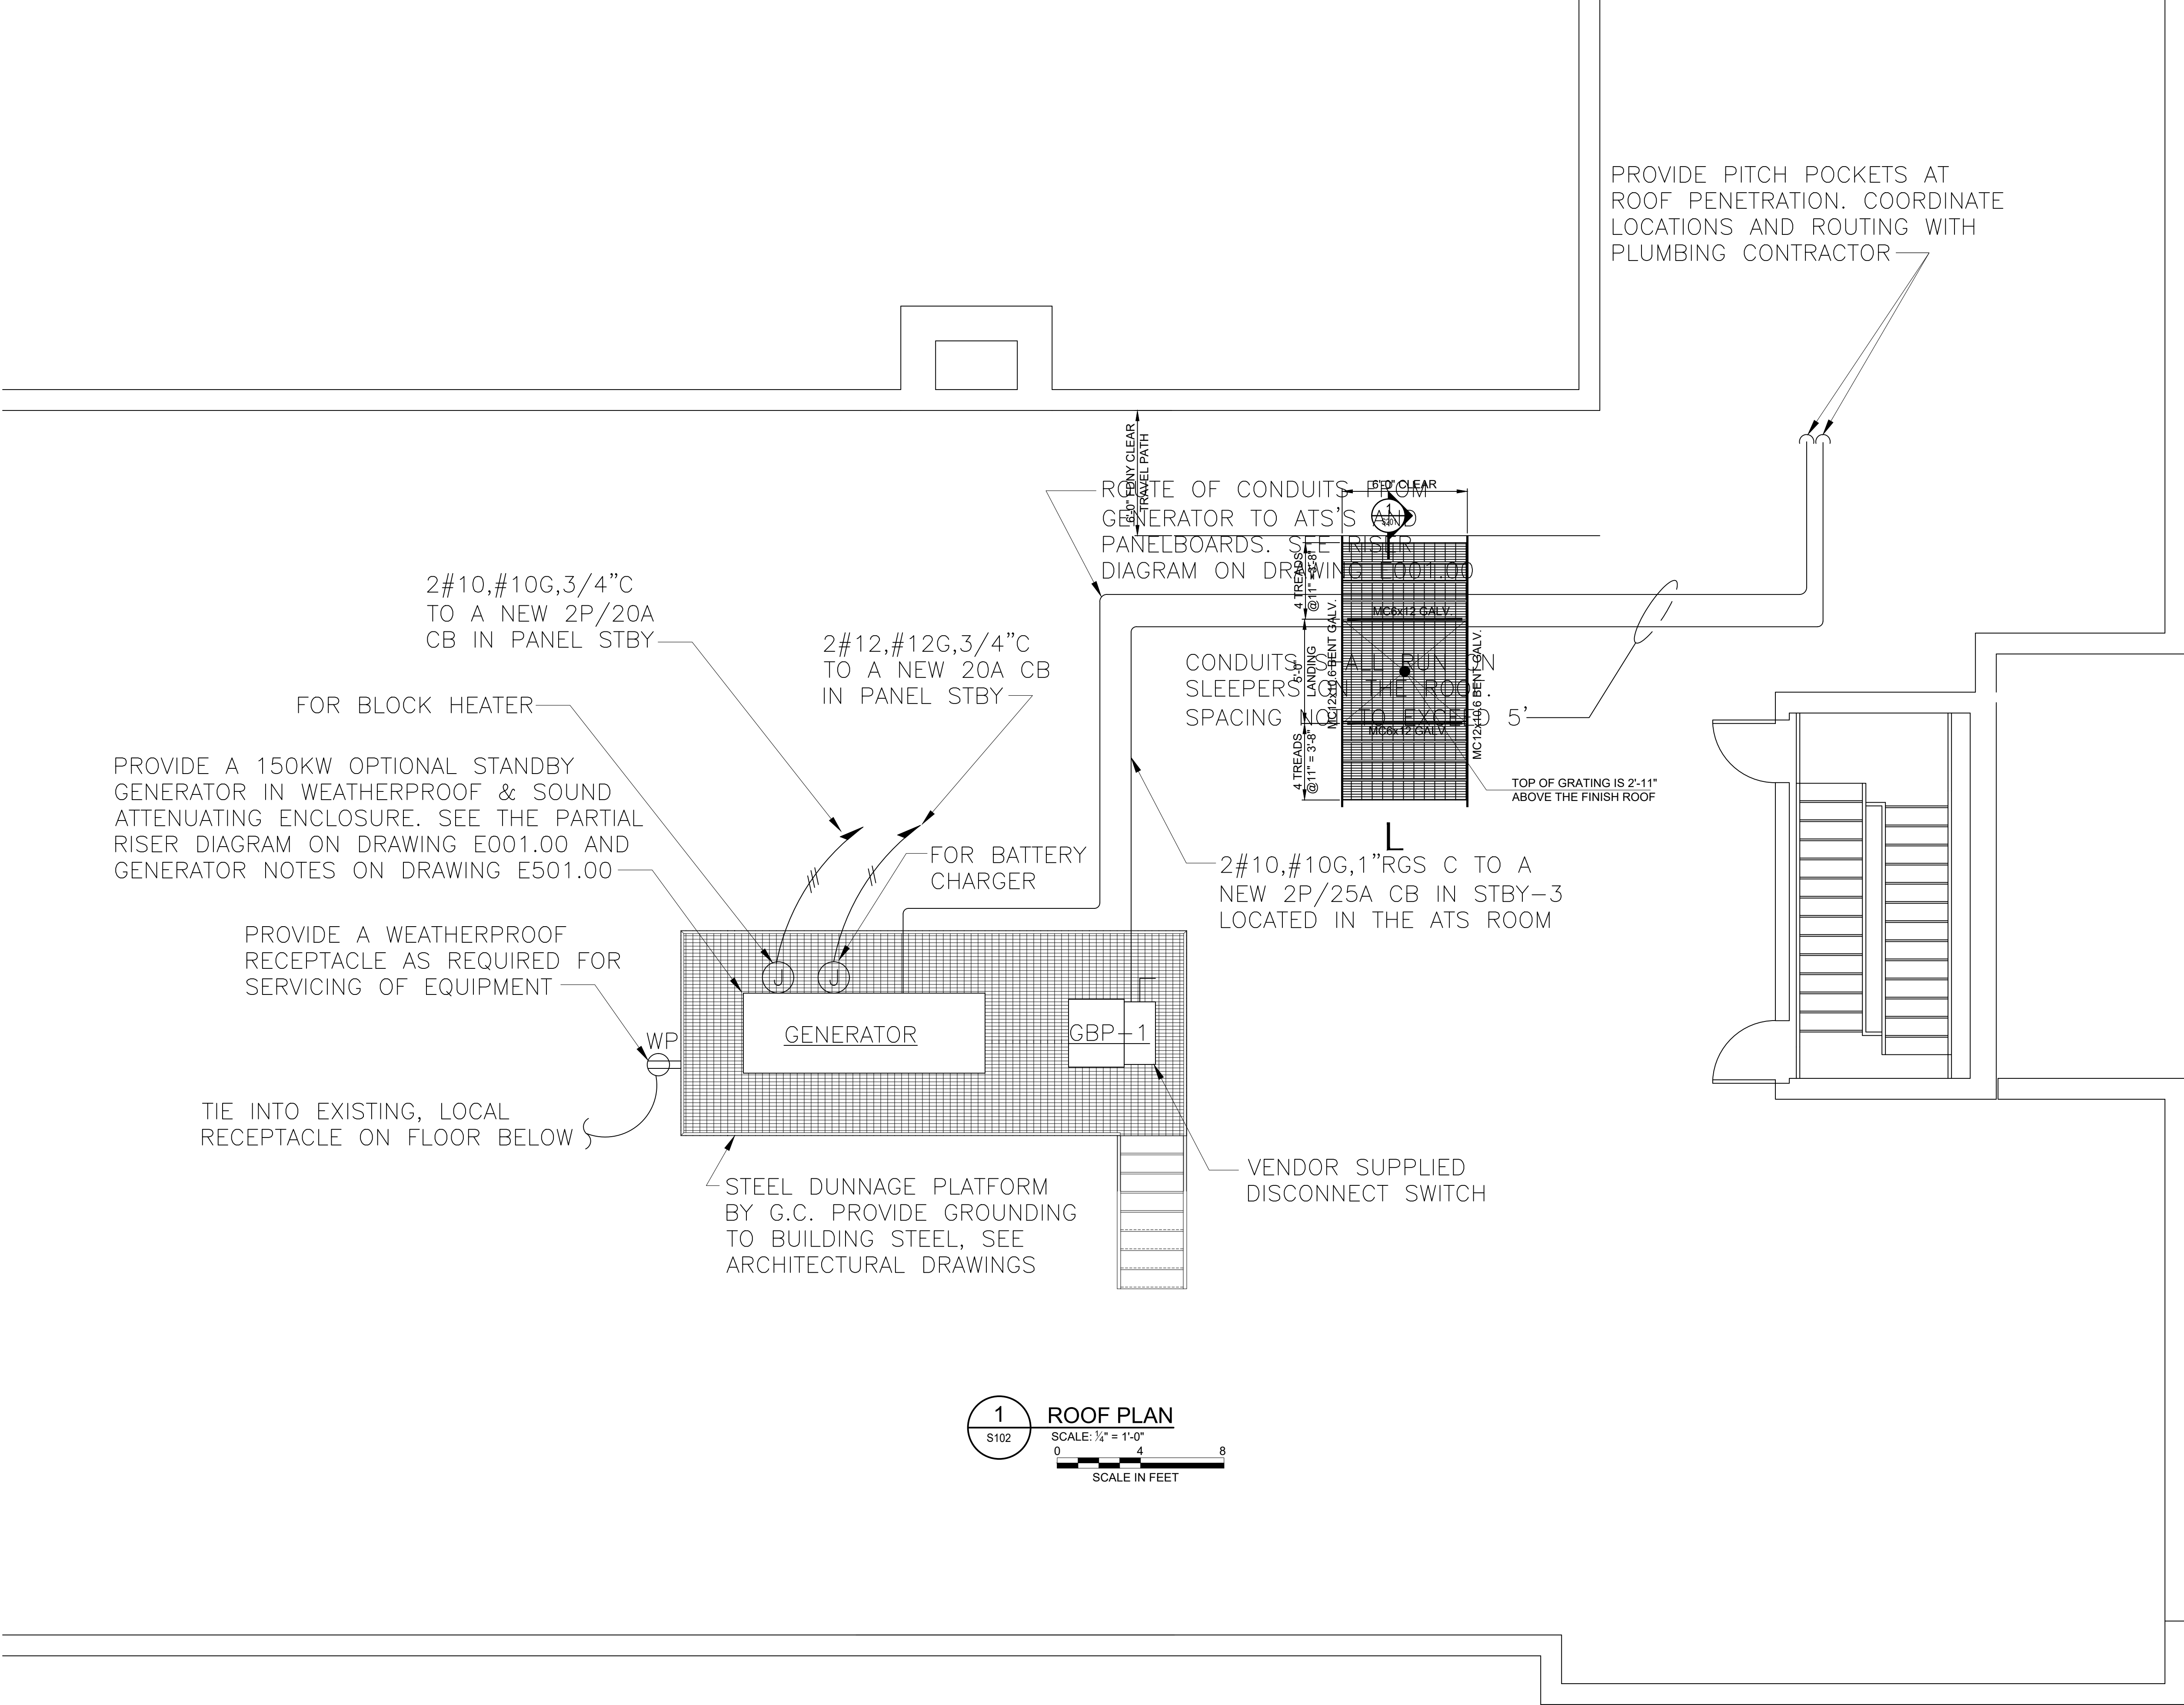 PROVIDE PITCH POCKETS AT
ROOF PENETRATION. COORDINATE
LOCATIONS AND ROUTING WITH
PLUMBING CONTRACTOR
6'-0" FDNY CLEAR
TRAVEL PATH
ROUTE OF CONDUITS FROM
GENERATOR TO ATS'S AND
PANELBOARDS. SEE RISER
DIAGRAM ON DRAWING E001.00
6'-0" CLEAR
1
4 TREADS
@11" = 3'-8"
MC6x12 GALV.
5'-0"
LANDING
MC12x10.6 BENT GALV.
MC12x10.6 BENT GALV.
MC6x12 GALV.
4 TREADS
@11" = 3'-8"
CONDUITS SHALL RUN ON
SLEEPERS ON THE ROOF.
SPACING NOT TO EXCEED 5'
TOP OF GRATING IS 2'-11"
ABOVE THE FINISH ROOF
L
2#10,#10G,3/4"C
TO A NEW 2P/20A
CB IN PANEL STBY
2#12,#12G,3/4"C
TO A NEW 20A CB
IN PANEL STBY
FOR BLOCK HEATER
PROVIDE A 150KW OPTIONAL STANDBY
GENERATOR IN WEATHERPROOF & SOUND
ATTENUATING ENCLOSURE. SEE THE PARTIAL
RISER DIAGRAM ON DRAWING E001.00 AND
GENERATOR NOTES ON DRAWING E501.00
FOR BATTERY
CHARGER
2#10,#10G,1"RGS C TO A
NEW 2P/25A CB IN STBY-3
LOCATED IN THE ATS ROOM
PROVIDE A WEATHERPROOF
RECEPTACLE AS REQUIRED FOR
SERVICING OF EQUIPMENT
J
J
GENERATOR
GBP-1
WP
TIE INTO EXISTING, LOCAL
RECEPTACLE ON FLOOR BELOW
STEEL DUNNAGE PLATFORM
BY G.C. PROVIDE GROUNDING
TO BUILDING STEEL, SEE
ARCHITECTURAL DRAWINGS
VENDOR SUPPLIED
DISCONNECT SWITCH
1
S102
ROOF PLAN
SCALE: ¼" = 1'-0"
0 4 8
SCALE IN FEET